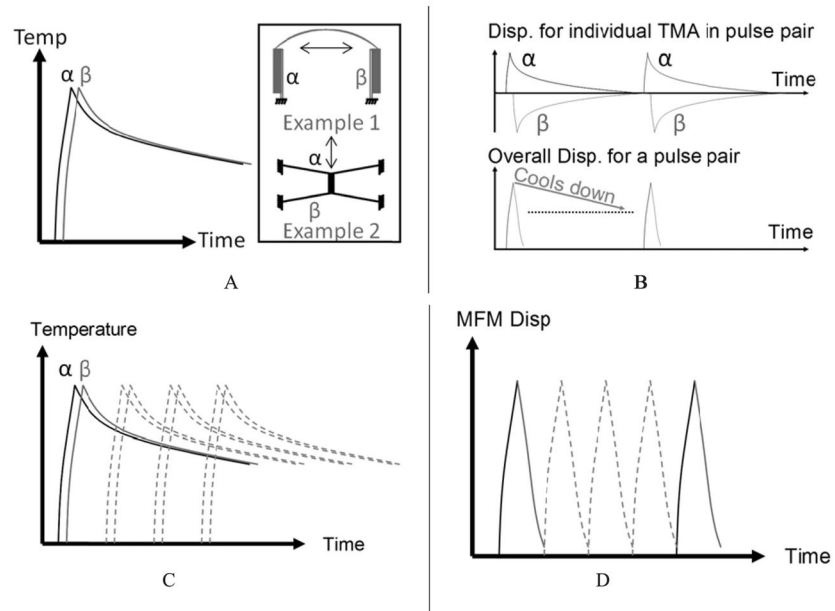 Temp
α β
Time
α
β
Example 1
α
β
Example 2
A
Disp. for individual TMA in pulse pair
α
α
Time
β
β
Overall Disp. for a pulse pair
Cools down
Time
B
Temperature
α β
Time
C
MFM Disp
Time
D